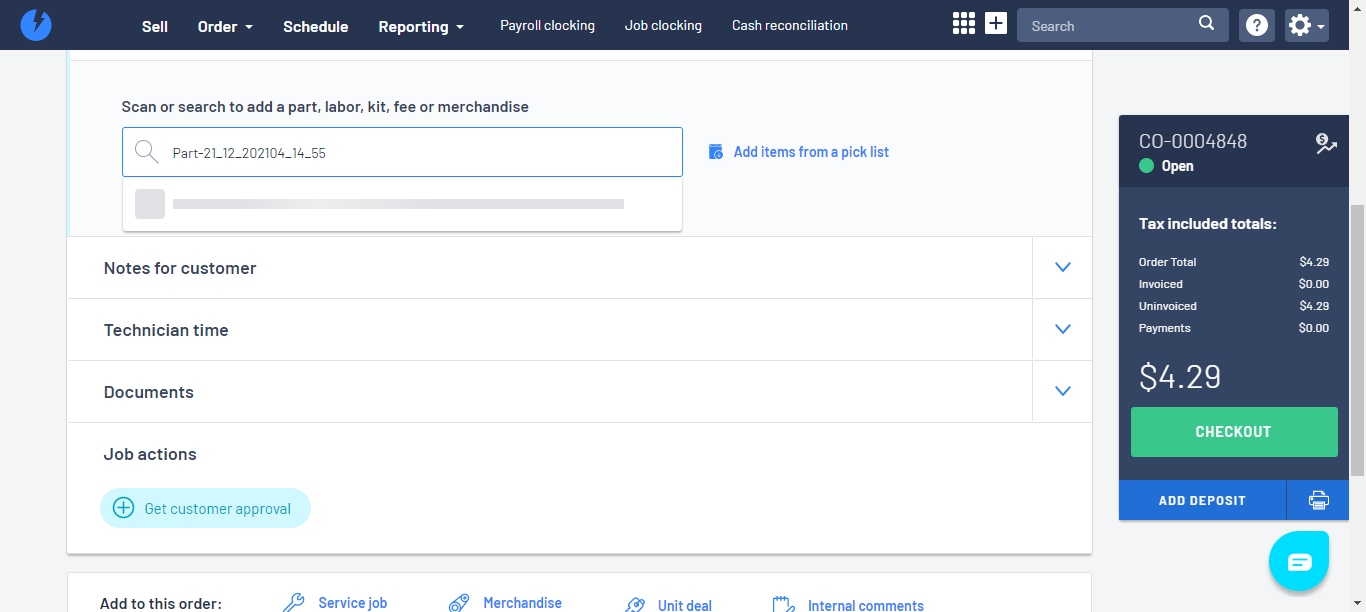 Sell Order Schedule Reporting Payroll clocking Job clocking Cash reconciliation Search
Scan or search to add a part, labor, kit, fee or merchandise
Part-21_12_202104_14_55
Add items from a pick list
Notes for customer
Technician time
Documents
Job actions
Get customer approval
Add to this order: Service job Merchandise Unit deal Internal comments
CO-0004848
Open
Tax included totals:
Order Total $4.29
Invoiced $0.00
Uninvoiced $4.29
Payments $0.00
$4.29
CHECKOUT
ADD DEPOSIT